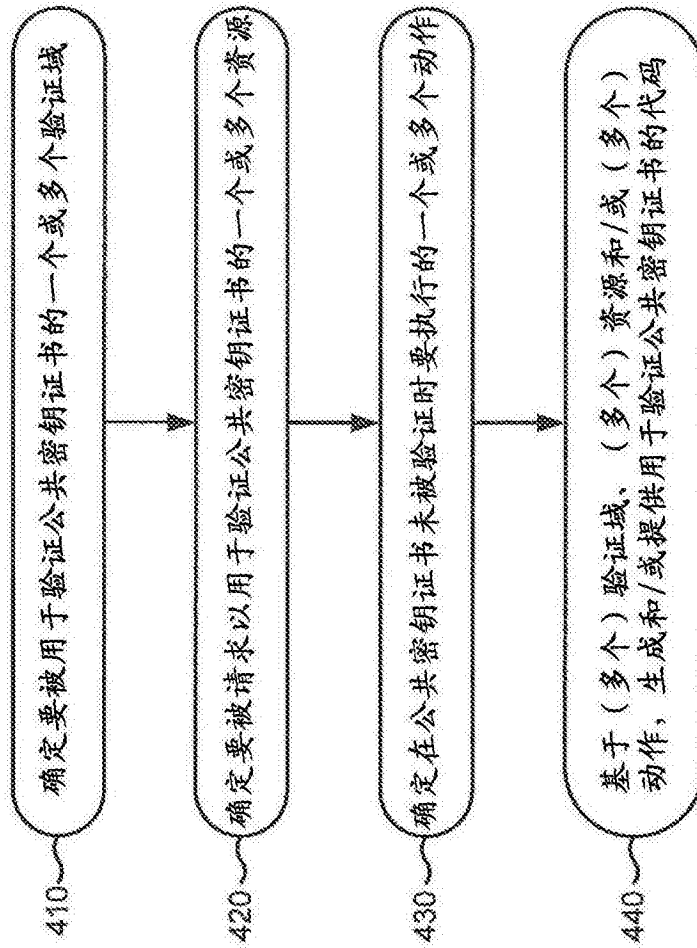 410
确定要被用于验证公共密钥证书的一个或多个验证域
420
确定要被请求以用于验证公共密钥证书的一个或多个资源
430
确定在公共密钥证书未被验证时要执行的一个或多个动作
440
基于（多个）验证域、（多个）资源和/或（多个）
动作，生成和/或提供用于验证公共密钥证书的代码